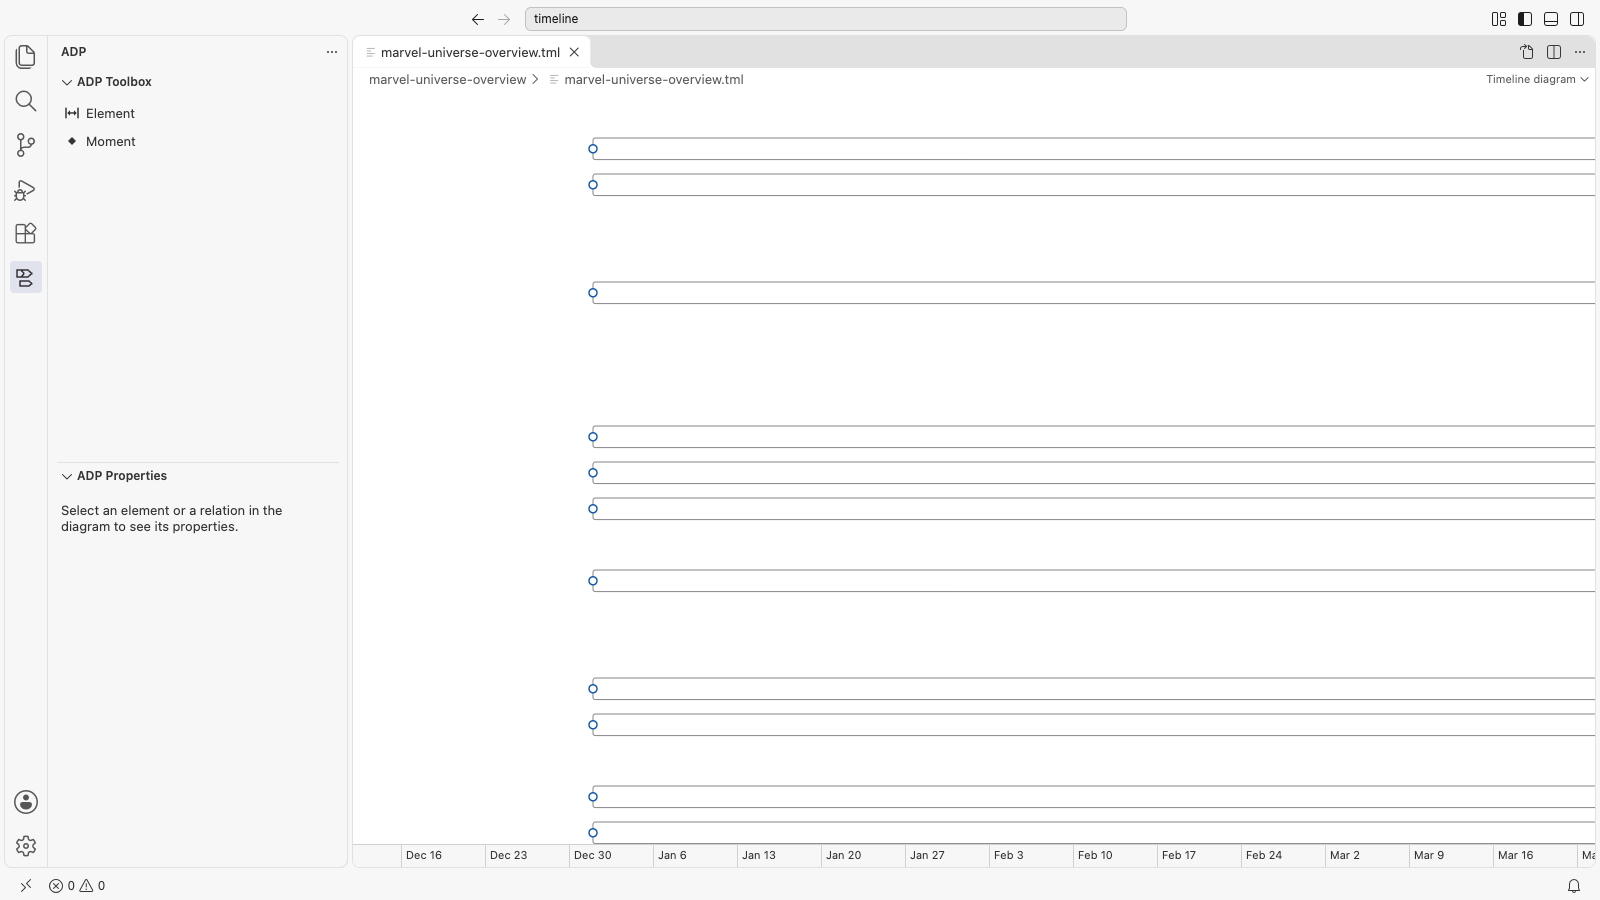 timeline
ADP
ADP Toolbox
Element
Moment
ADP Properties
Select an element or a relation in the
diagram to see its properties.
marvel-universe-overview.tml
marvel-universe-overview
marvel-universe-overview.tml
Timeline diagram
Dec 16
Dec 23
Dec 30
Jan 6
Jan 13
Jan 20
Jan 27
Feb 3
Feb 10
Feb 17
Feb 24
Mar 2
Mar 9
Mar 16
0
0